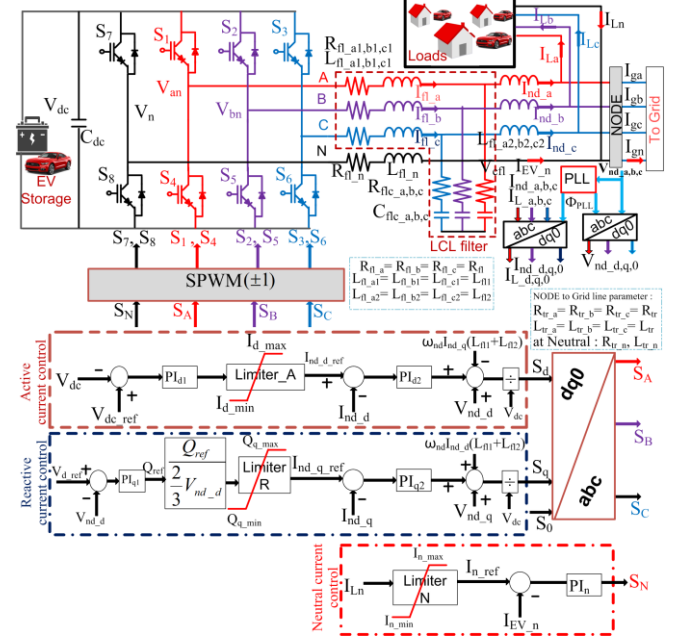 S7
S1
S2
S3
Loads
ILn
ILb
ILc
ILa
Rfl_a1,b1,c1
Lfl_a1,b1,c1
Vdc
Cdc
Vn
Van
Vbn
A
B
C
N
Ifl_a
Ifl_b
Ifl_c
Ind_a
Ind_b
Ind_c
Lfl_a2,b2,c2
Iga
Igb
Igc
Ign
NODE
To Grid
EV
Storage
S8
S4
S5
S6
Rfl_n
Lfl_n
IEV_n
Vnd_a,b,c
Rflc_a,b,c
Cflc_a,b,c
LCL filter
Ind_a,b,c
IL_a,b,c
PLL
ΦPLL
abc
dq0
abc
dq0
Ind_d,q,0
IL_d,q,0
Vnd_d,q,0
S7, S8
S1 , S4
S2, S5
S3, S6
SPWM(±1)
SN
SA
SB
SC
Rfl_a= Rfl_b= Rfl_c= Rfl
Lfl_a1= Lfl_b1= Lfl_c1= Lfl1
Lfl_a2= Lfl_b2= Lfl_c2= Lfl2
NODE to Grid line parameter :
Rtr_a= Rtr_b= Rtr_c= Rtr
Ltr_a= Ltr_b= Ltr_c= Ltr
at Neutral : Rtr_n, Ltr_n
Active
current control
Vdc
Vdc_ref
PId1
Id_max
Limiter_A
Id_min
Ind_d_ref
Ind_d
PId2
ωndInd_q(Lfl1+Lfl2)
Vnd_d
÷
Vdc
Sd
dq0
abc
SA
SB
SC
Reactive
current control
Vd_ref
Vnd_d
PIq1
Qref
Qref
2
3
Vnd_d
Qq_max
Limiter
R
Qq_min
Ind_q_ref
Ind_q
PIq2
ωndInd_d(Lfl1+Lfl2)
Vnd_q
÷
Vdc
Sq
S0
Neutral current
control
ILn
In_max
Limiter
N
In_min
In_ref
IEV_n
PIn
SN